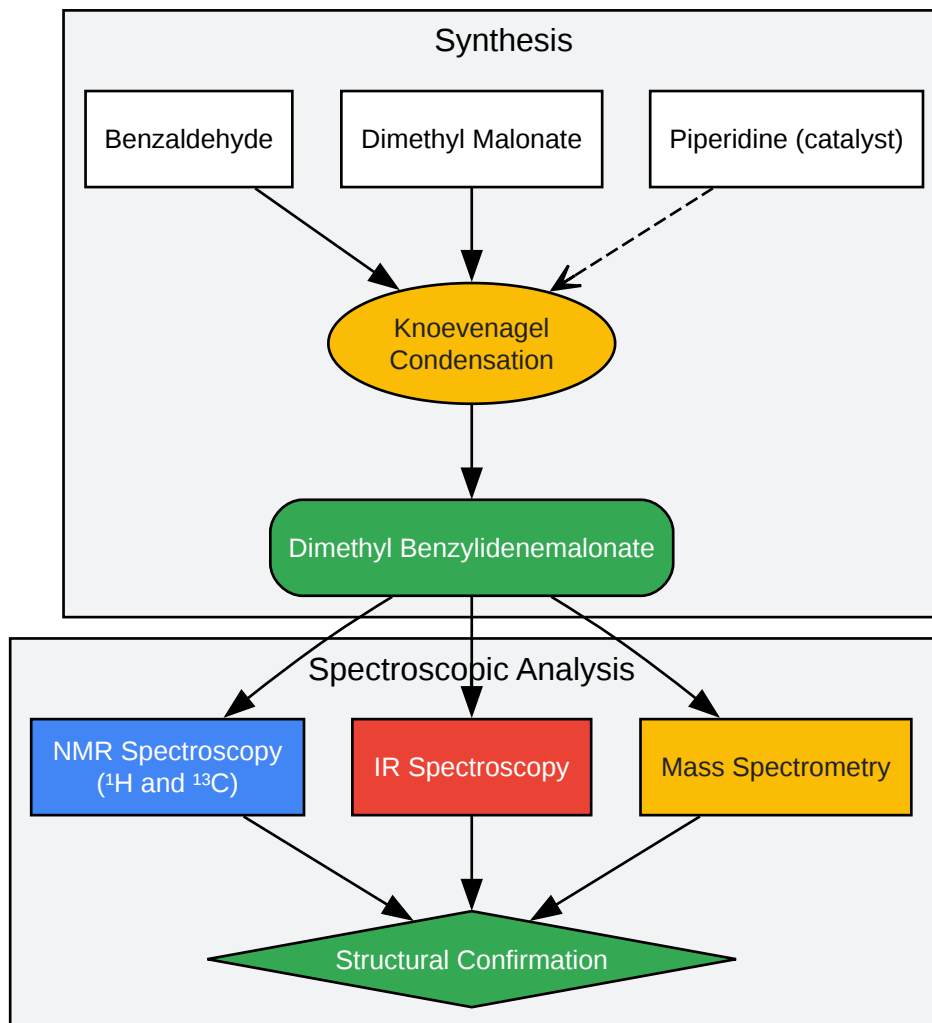 Synthesis
Benzaldehyde
Dimethyl Malonate
Piperidine (catalyst)
Knoevenagel
Condensation
Dimethyl Benzylidenemalonate
Spectroscopic Analysis
NMR Spectroscopy
(¹H and ¹³C)
IR Spectroscopy
Mass Spectrometry
Structural Confirmation